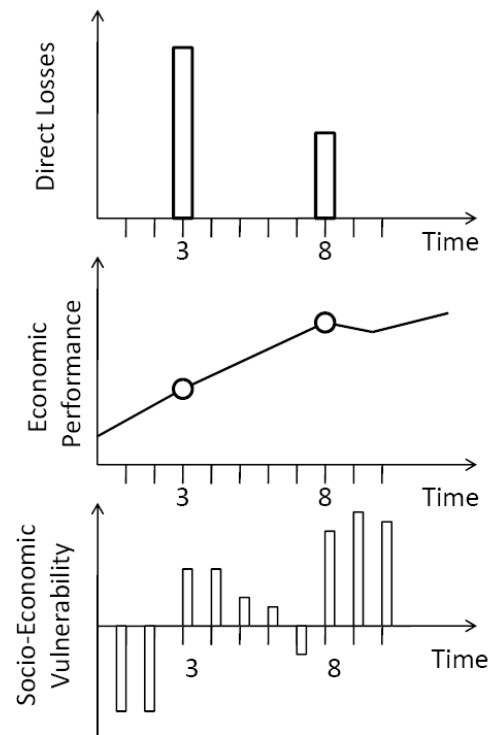 Direct Losses
3
8
Time
Economic
Performance
3
8
Time
Socio-Economic
Vulnerability
3
8
Time